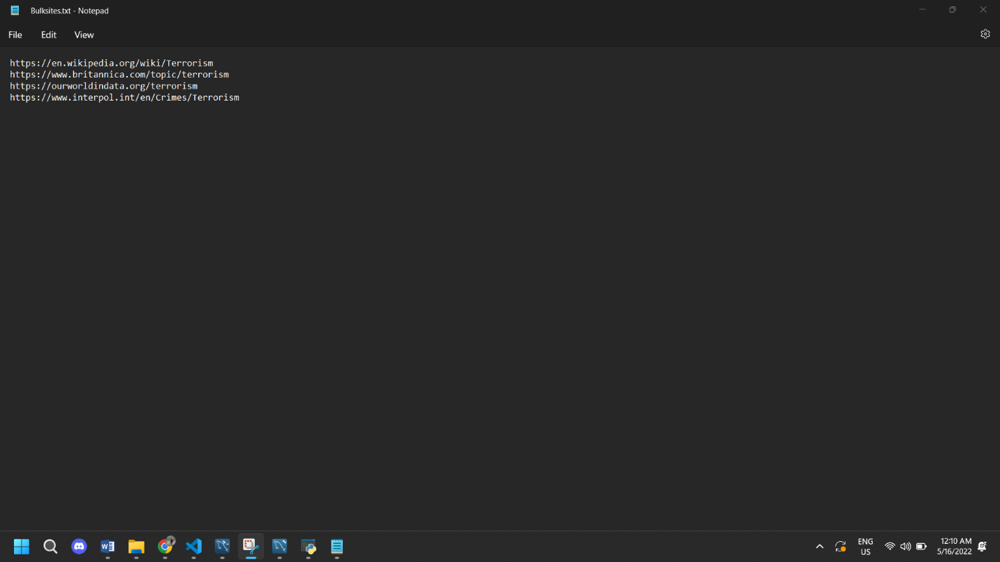 Bulksites.txt - Notepad
File Edit View
https://en.wikipedia.org/wiki/Terrorism
https://www.britannica.com/topic/terrorism
https://ourworldindata.org/terrorism
https://www.interpol.int/en/Crimes/Terrorism
ENG
US
12:10 AM
5/16/2022